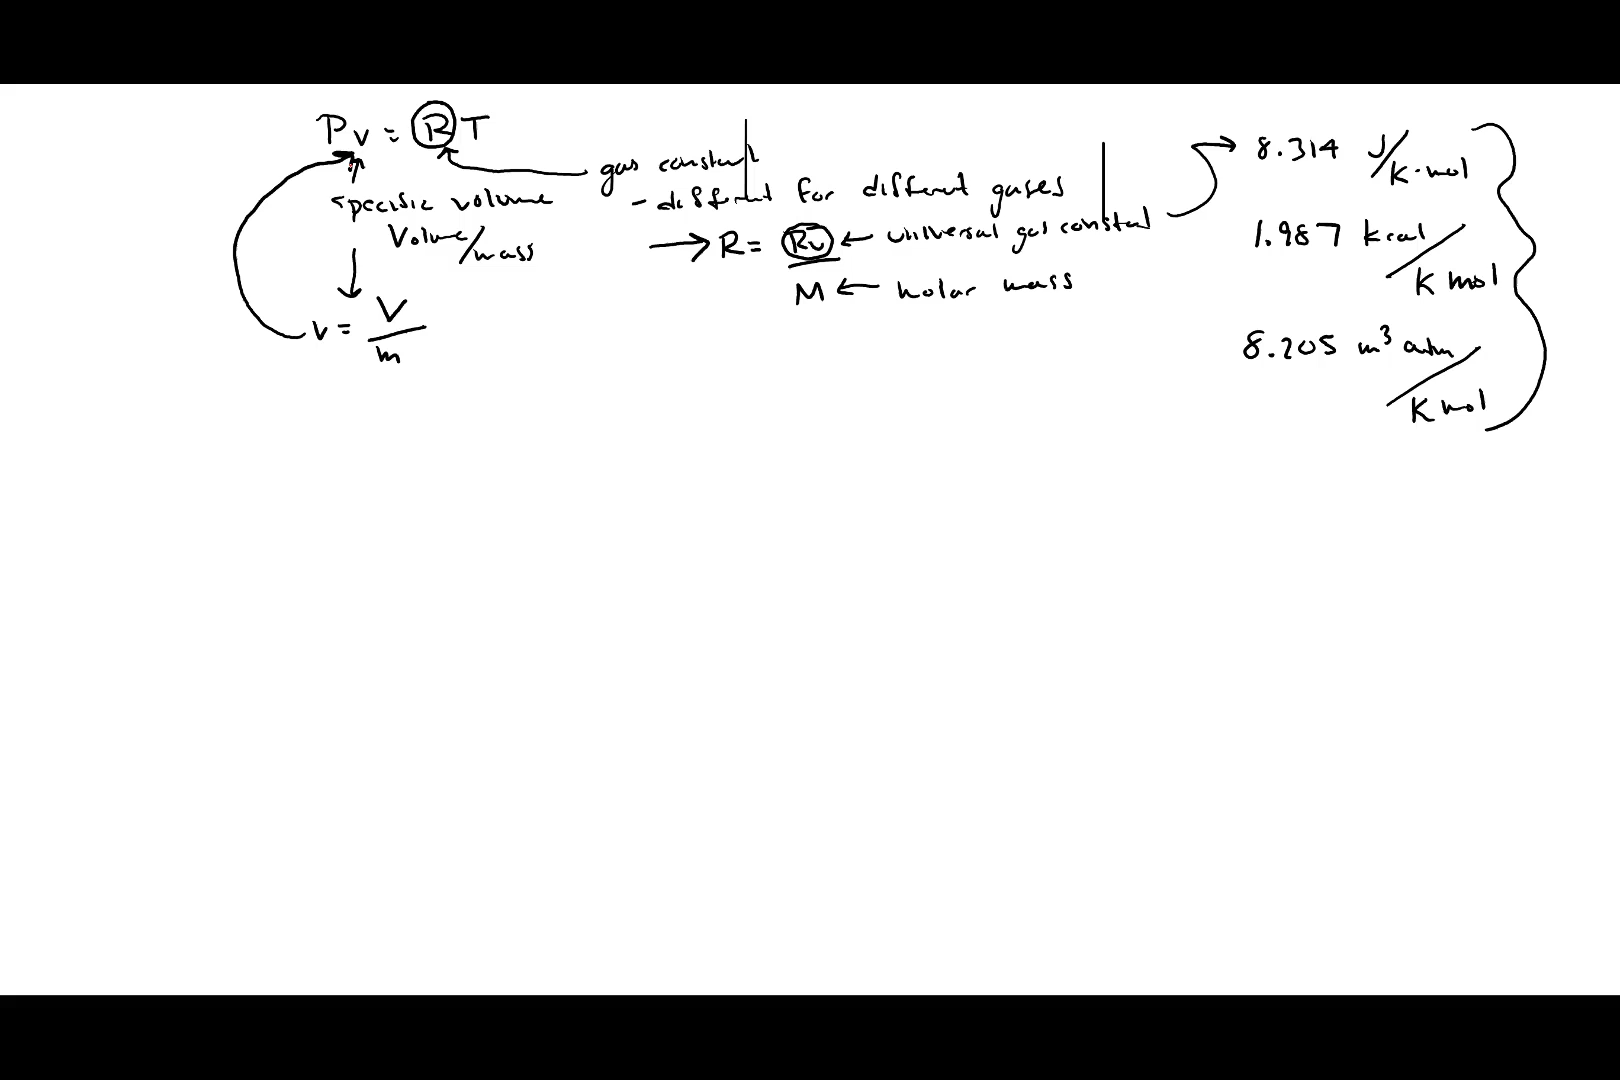 Pv = RT
gas constant
- different for different gases
specific volume
Volume/mass
R = Ru ← universal gas constant
M ← molar mass
v = V/m
8.314 J/K·mol
1.987 kcal/K mol
8.205 m³ atm/K mol